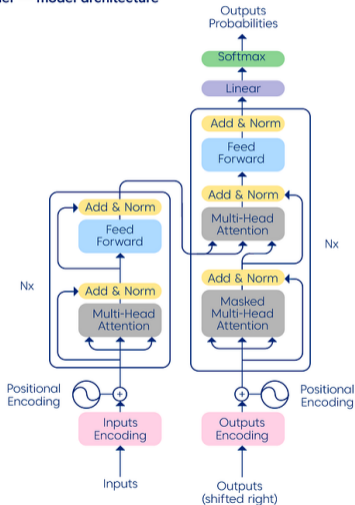 model architecture
Outputs
Probabilities
Softmax
Linear
Add & Norm
Feed
Forward
Add & Norm
Multi-Head
Attention
Nx
Add & Norm
Masked
Multi-Head
Attention
Add & Norm
Feed
Forward
Nx
Add & Norm
Multi-Head
Attention
Positional
Encoding
Positional
Encoding
Inputs
Encoding
Outputs
Encoding
Inputs
Outputs
(shifted right)